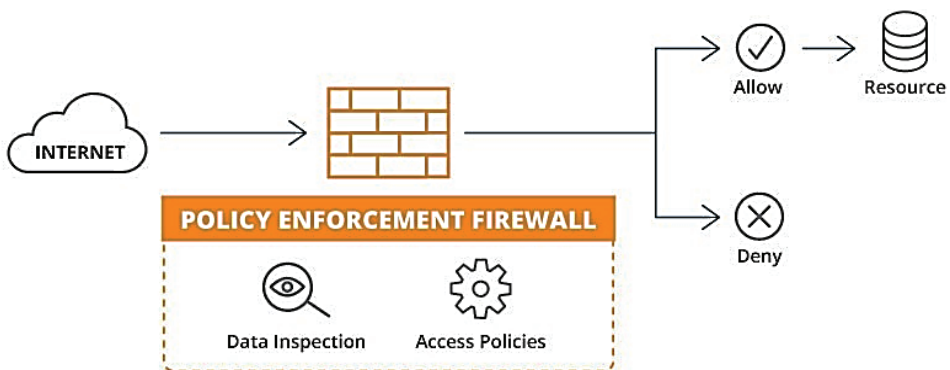 INTERNET
Allow
Resource
POLICY ENFORCEMENT FIREWALL
Deny
Data Inspection
Access Policies